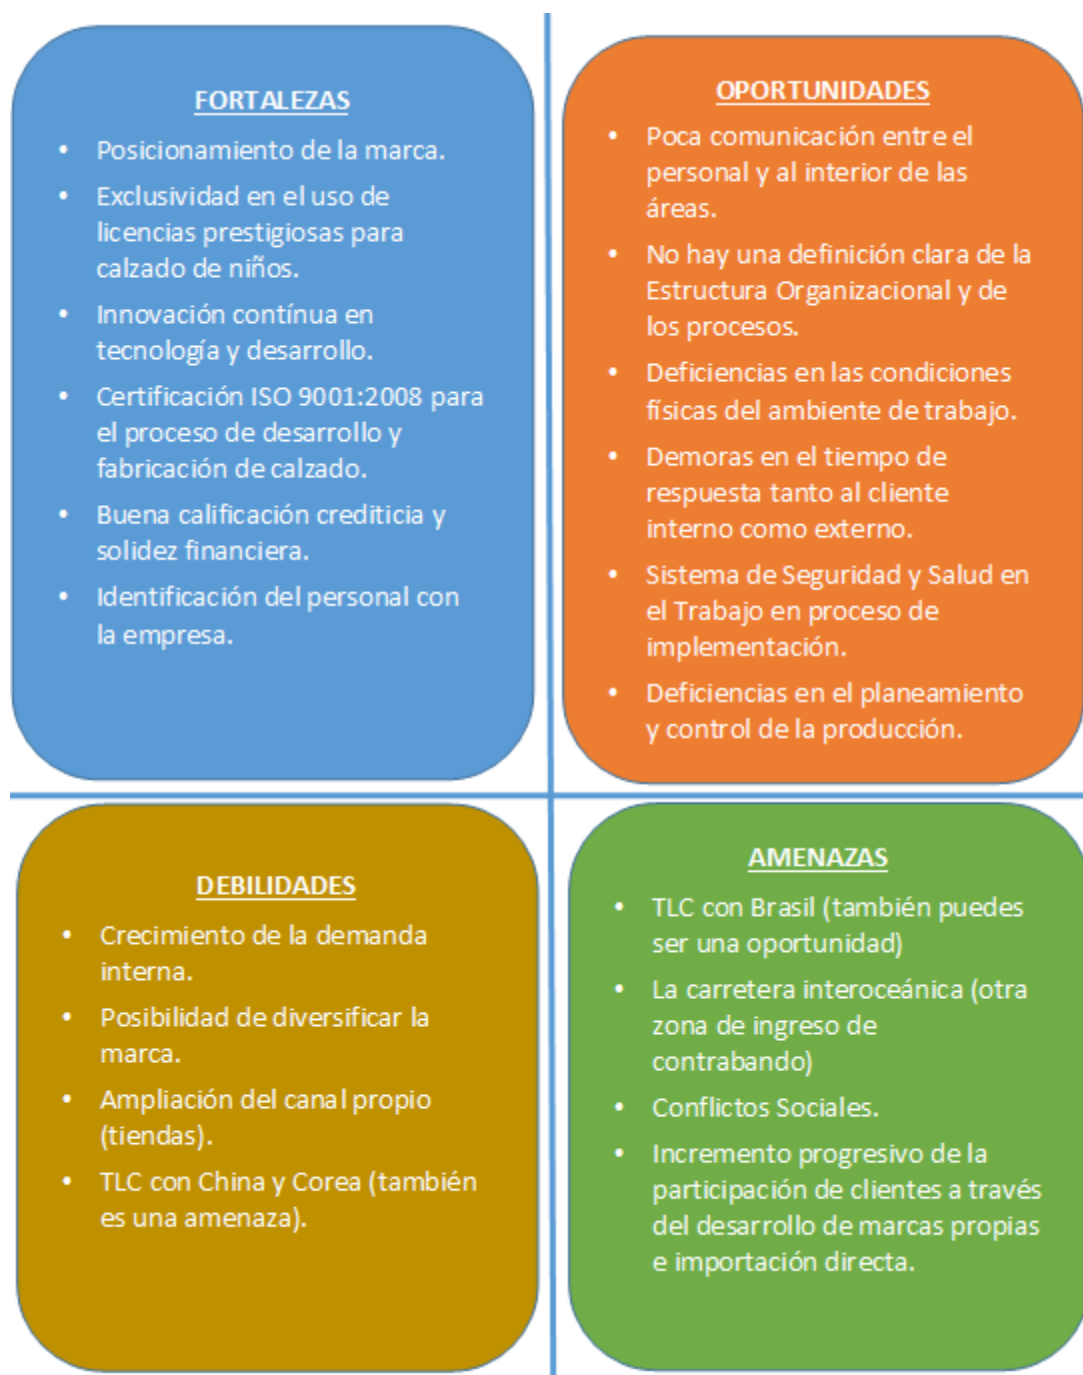 FORTALEZAS
• Posicionamiento de la marca.
• Exclusividad en el uso de
licencias prestigiosas para
calzado de niños.
• Innovación contínua en
tecnología y desarrollo.
• Certificación ISO 9001:2008 para
el proceso de desarrollo y
fabricación de calzado.
• Buena calificación crediticia y
solidez financiera.
• Identificación del personal con
la empresa.
OPORTUNIDADES
• Poca comunicación entre el
personal y al interior de las
áreas.
• No hay una definición clara de la
Estructura Organizacional y de
los procesos.
• Deficiencias en las condiciones
físicas del ambiente de trabajo.
• Demoras en el tiempo de
respuesta tanto al cliente
interno como externo.
• Sistema de Seguridad y Salud en
el Trabajo en proceso de
implementación.
• Deficiencias en el planeamiento
y control de la producción.
DEBILIDADES
• Crecimiento de la demanda
interna.
• Posibilidad de diversificar la
marca.
• Ampliación del canal propio
(tiendas).
• TLC con China y Corea (también
es una amenaza).
AMENAZAS
• TLC con Brasil (también puedes
ser una oportunidad)
• La carretera interoceánica (otra
zona de ingreso de
contrabando)
• Conflictos Sociales.
• Incremento progresivo de la
participación de clientes a través
del desarrollo de marcas propias
e importación directa.